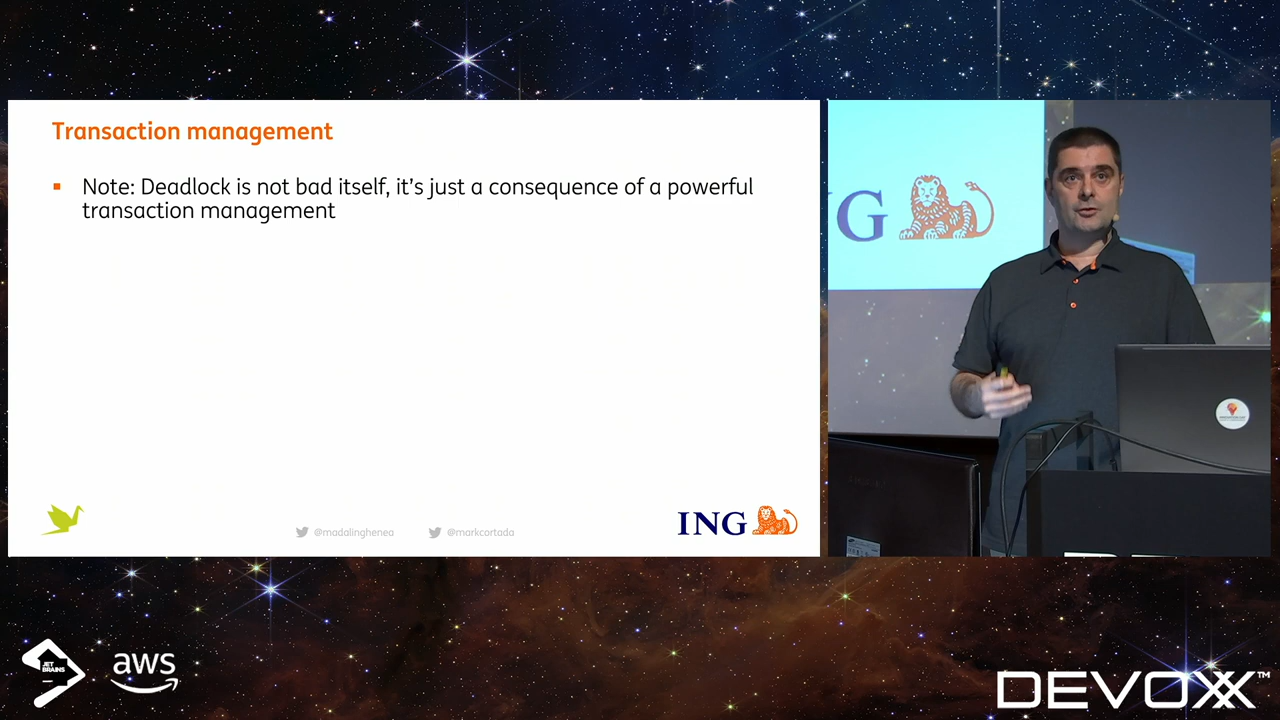 Transaction management
Note: Deadlock is not bad itself, it's just a consequence of a powerful
transaction management
@madalinghenea
@markcortada
ING
G
JET
BRAINS
aws
DEVOXX™